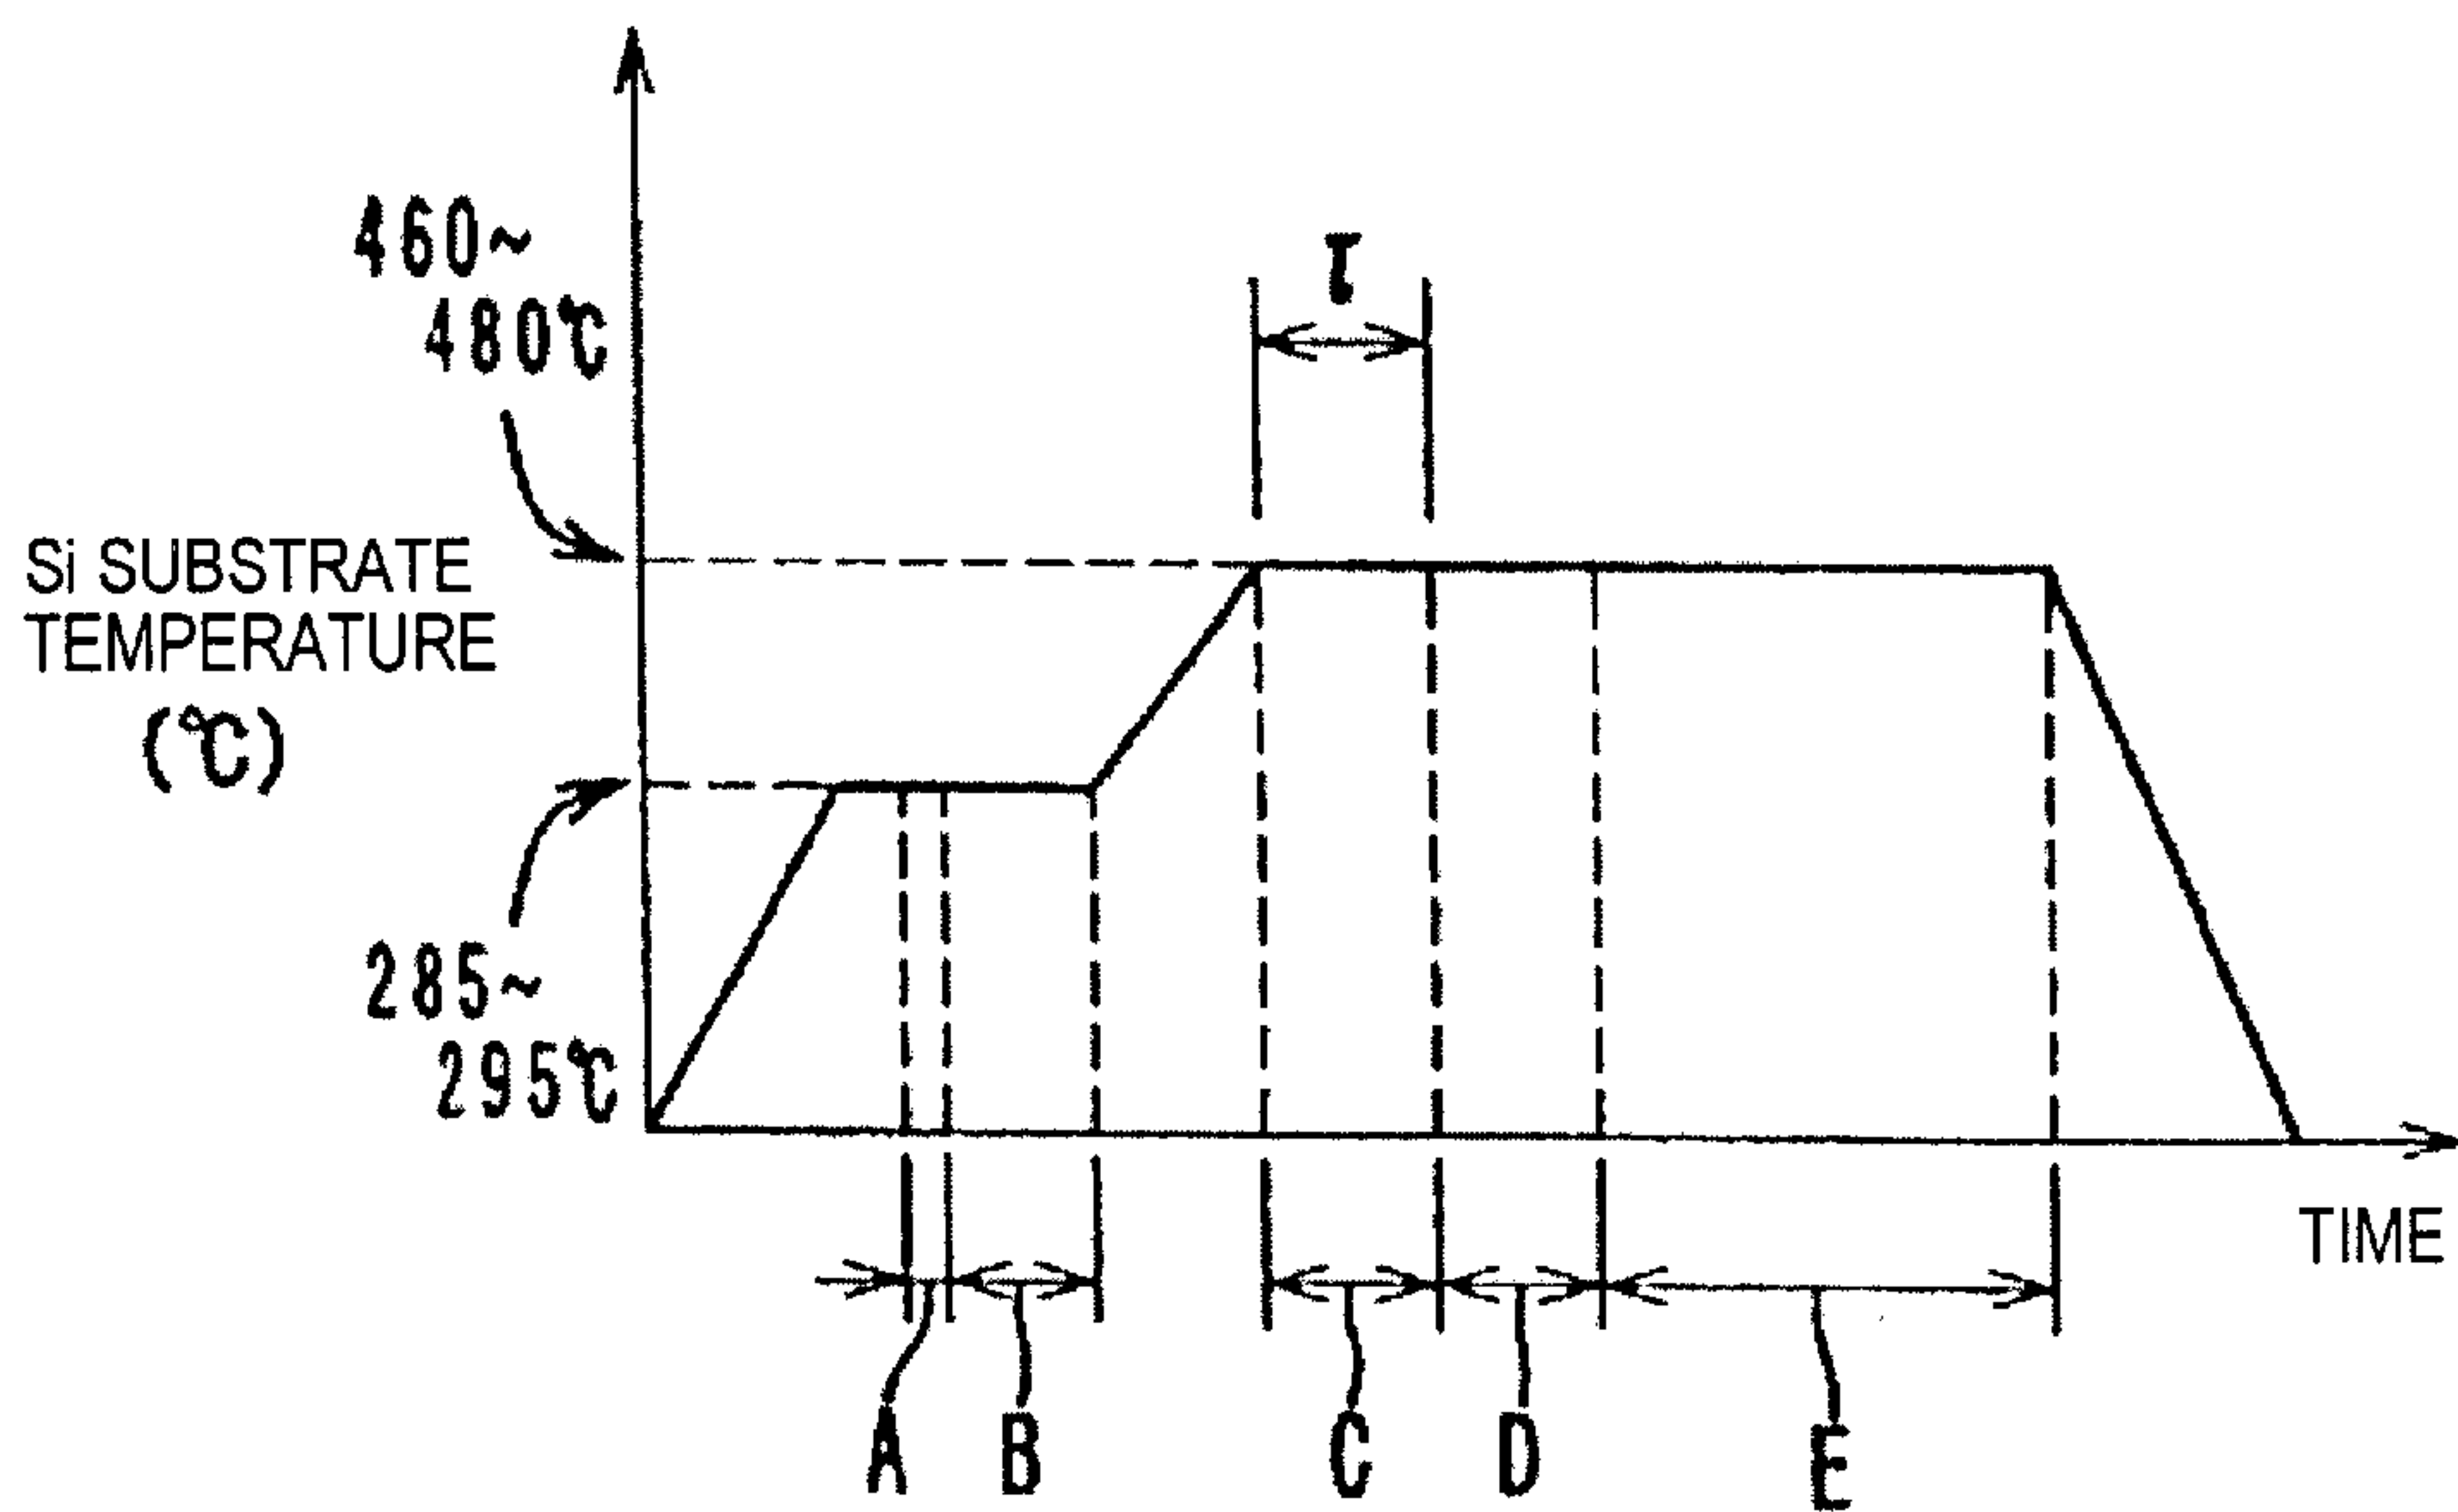 460~
480℃
T
Si SUBSTRATE
TEMPERATURE
(℃)
285~
295℃
TIME
A
B
C
D
E